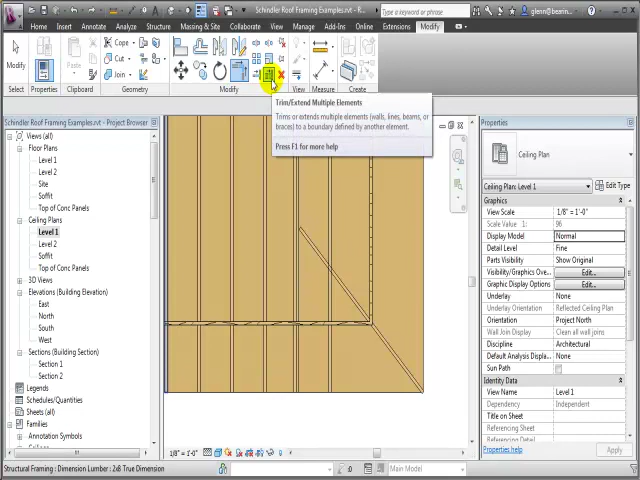 Schindler Roof Framing Examples.rvt - R...
Type a keyword or phrase
glenn@beerin...
Home Insert Annotate Analyze Structure Massing & Site Collaborate View Manage Add-Ins Online Extensions Modify
Modify
Properties
Cope
Cut
Join
Select Properties Clipboard Geometry Modify View Measure Create
Trim/Extend Multiple Elements
Trims or extends multiple elements (walls, lines, beams, or
braces) to a boundary defined by another element.
Press F1 for more help
Schindler Roof Framing Examples.rvt - Project Browser
Views (all)
Floor Plans
Level 1
Level 2
Site
Soffit
Top of Conc Panels
Ceiling Plans
Level 1
Level 2
Soffit
Top of Conc Panels
3D Views
Elevations (Building Elevation)
East
North
South
West
Sections (Building Section)
Section 1
Section 2
Legends
Schedules/Quantities
Sheets (all)
Families
Annotation Symbols
Properties
Ceiling Plan
Ceiling Plan: Level 1
Edit Type
Graphics
View Scale 1/8" = 1'-0"
Scale Value 1: 96
Display Model Normal
Detail Level Fine
Parts Visibility Show Original
Visibility/Graphics Ove... Edit...
Graphic Display Options Edit...
Underlay None
Underlay Orientation Reflected Ceiling Plan
Orientation Project North
Wall Join Display Clean all wall joins
Discipline Architectural
Default Analysis Displ... None
Sun Path
Identity Data
View Name Level 1
Dependency Independent
Title on Sheet
Sheet Number
Referencing Sheet
Referencing Detail
Properties help
Apply
1/8" = 1'-0"
Structural Framing : Dimension Lumber : 2x8 True Dimension
:0
Main Model